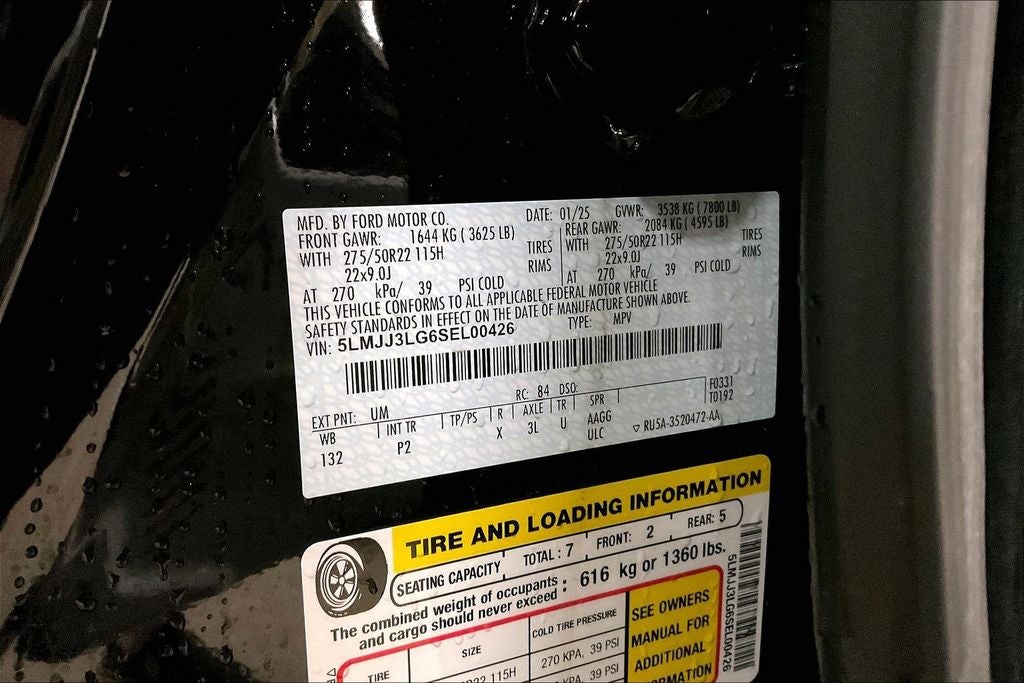 MFD. BY FORD MOTOR CO. DATE: 01/25 GVWR: 3538 KG ( 7800 LB)
FRONT GAWR: 1644 KG ( 3625 LB) REAR GAWR: 2084 KG ( 4595 LB)
WITH 275/50R22 115H TIRES WITH 275/50R22 115H TIRES
22x9.0J RIMS 22x9.0J RIMS
AT 270 kPa/ 39 PSI COLD AT 270 kPa/ 39 PSI COLD
THIS VEHICLE CONFORMS TO ALL APPLICABLE FEDERAL MOTOR VEHICLE
SAFETY STANDARDS IN EFFECT ON THE DATE OF MANUFACTURE SHOWN ABOVE.
VIN: 5LMJJ3LG6SEL00426 TYPE: MPV
EXT PNT: UM RC: 84 DSO: F0331
T0192
WB INT TR TP/PS R AXLE TR SPR
132 P2 X 3L U AAGG
ULC ▽ RU5A-3520472-AA
TIRE AND LOADING INFORMATION
SEATING CAPACITY TOTAL : 7 FRONT: 2 REAR: 5
The combined weight of occupants and cargo should never exceed : 616 kg or 1360 lbs.
TIRE SIZE COLD TIRE PRESSURE
115H 270 KPA, 39 PSI
KPA, 39 PSI
SEE OWNERS
MANUAL FOR
ADDITIONAL
5LMJJ3LG6SEL00426